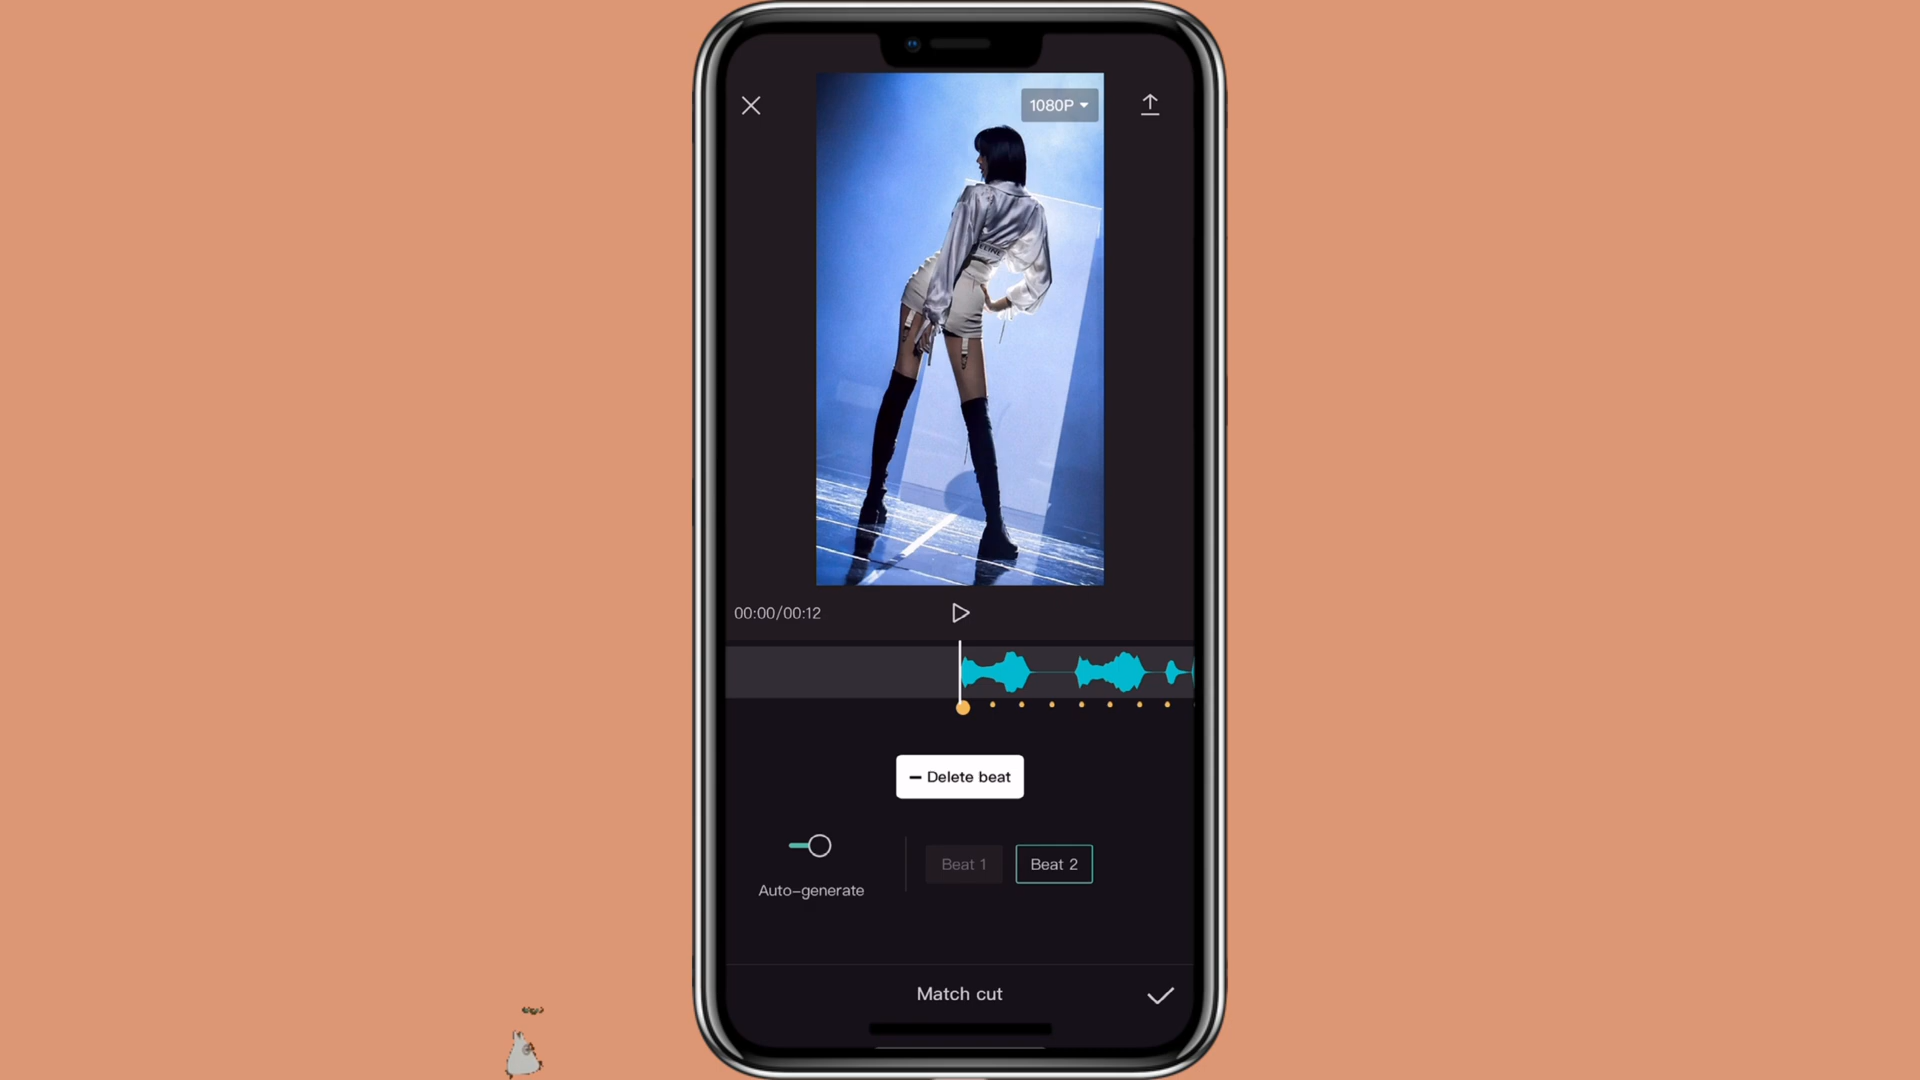 1080P
00:00/00:12
Delete beat
Auto-generate
Beat 1
Beat 2
Match cut